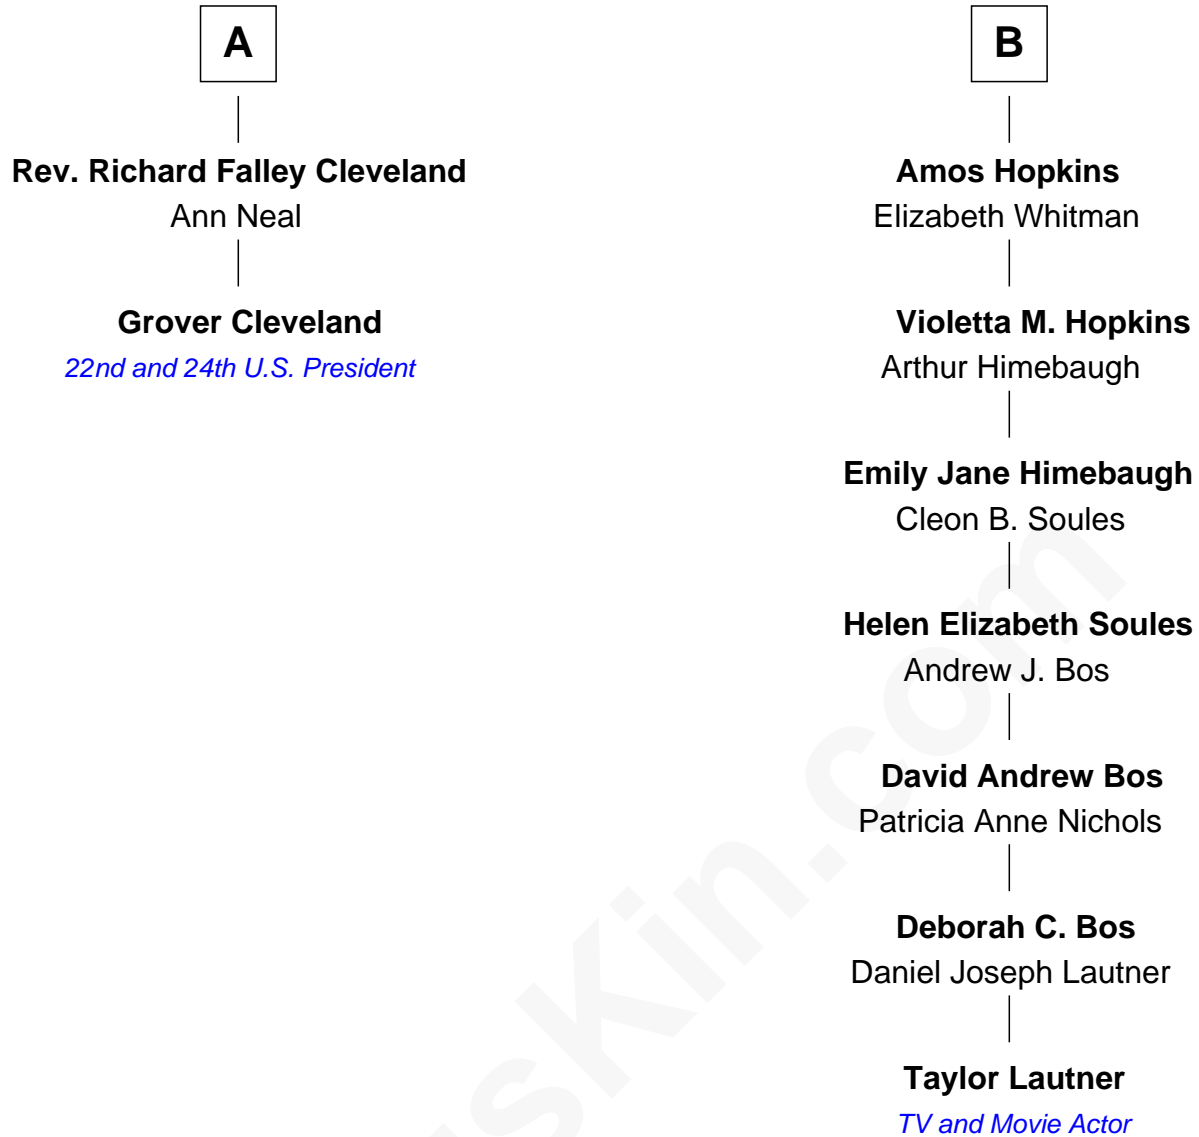 A
Rev. Richard Falley Cleveland
Ann Neal
Grover Cleveland
22nd and 24th U.S. President
B
Amos Hopkins
Elizabeth Whitman
Violetta M. Hopkins
Arthur Himebaugh
Emily Jane Himebaugh
Cleon B. Soules
Helen Elizabeth Soules
Andrew J. Bos
David Andrew Bos
Patricia Anne Nichols
Deborah C. Bos
Daniel Joseph Lautner
Taylor Lautner
TV and Movie Actor